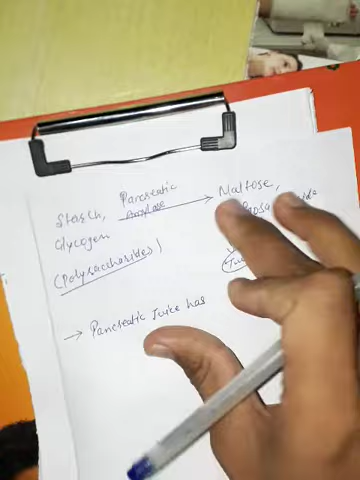 Starch, Pancreatic Amylase → Maltose,
Glycogen
(Polysaccharides)
→ Pancreatic Juice has